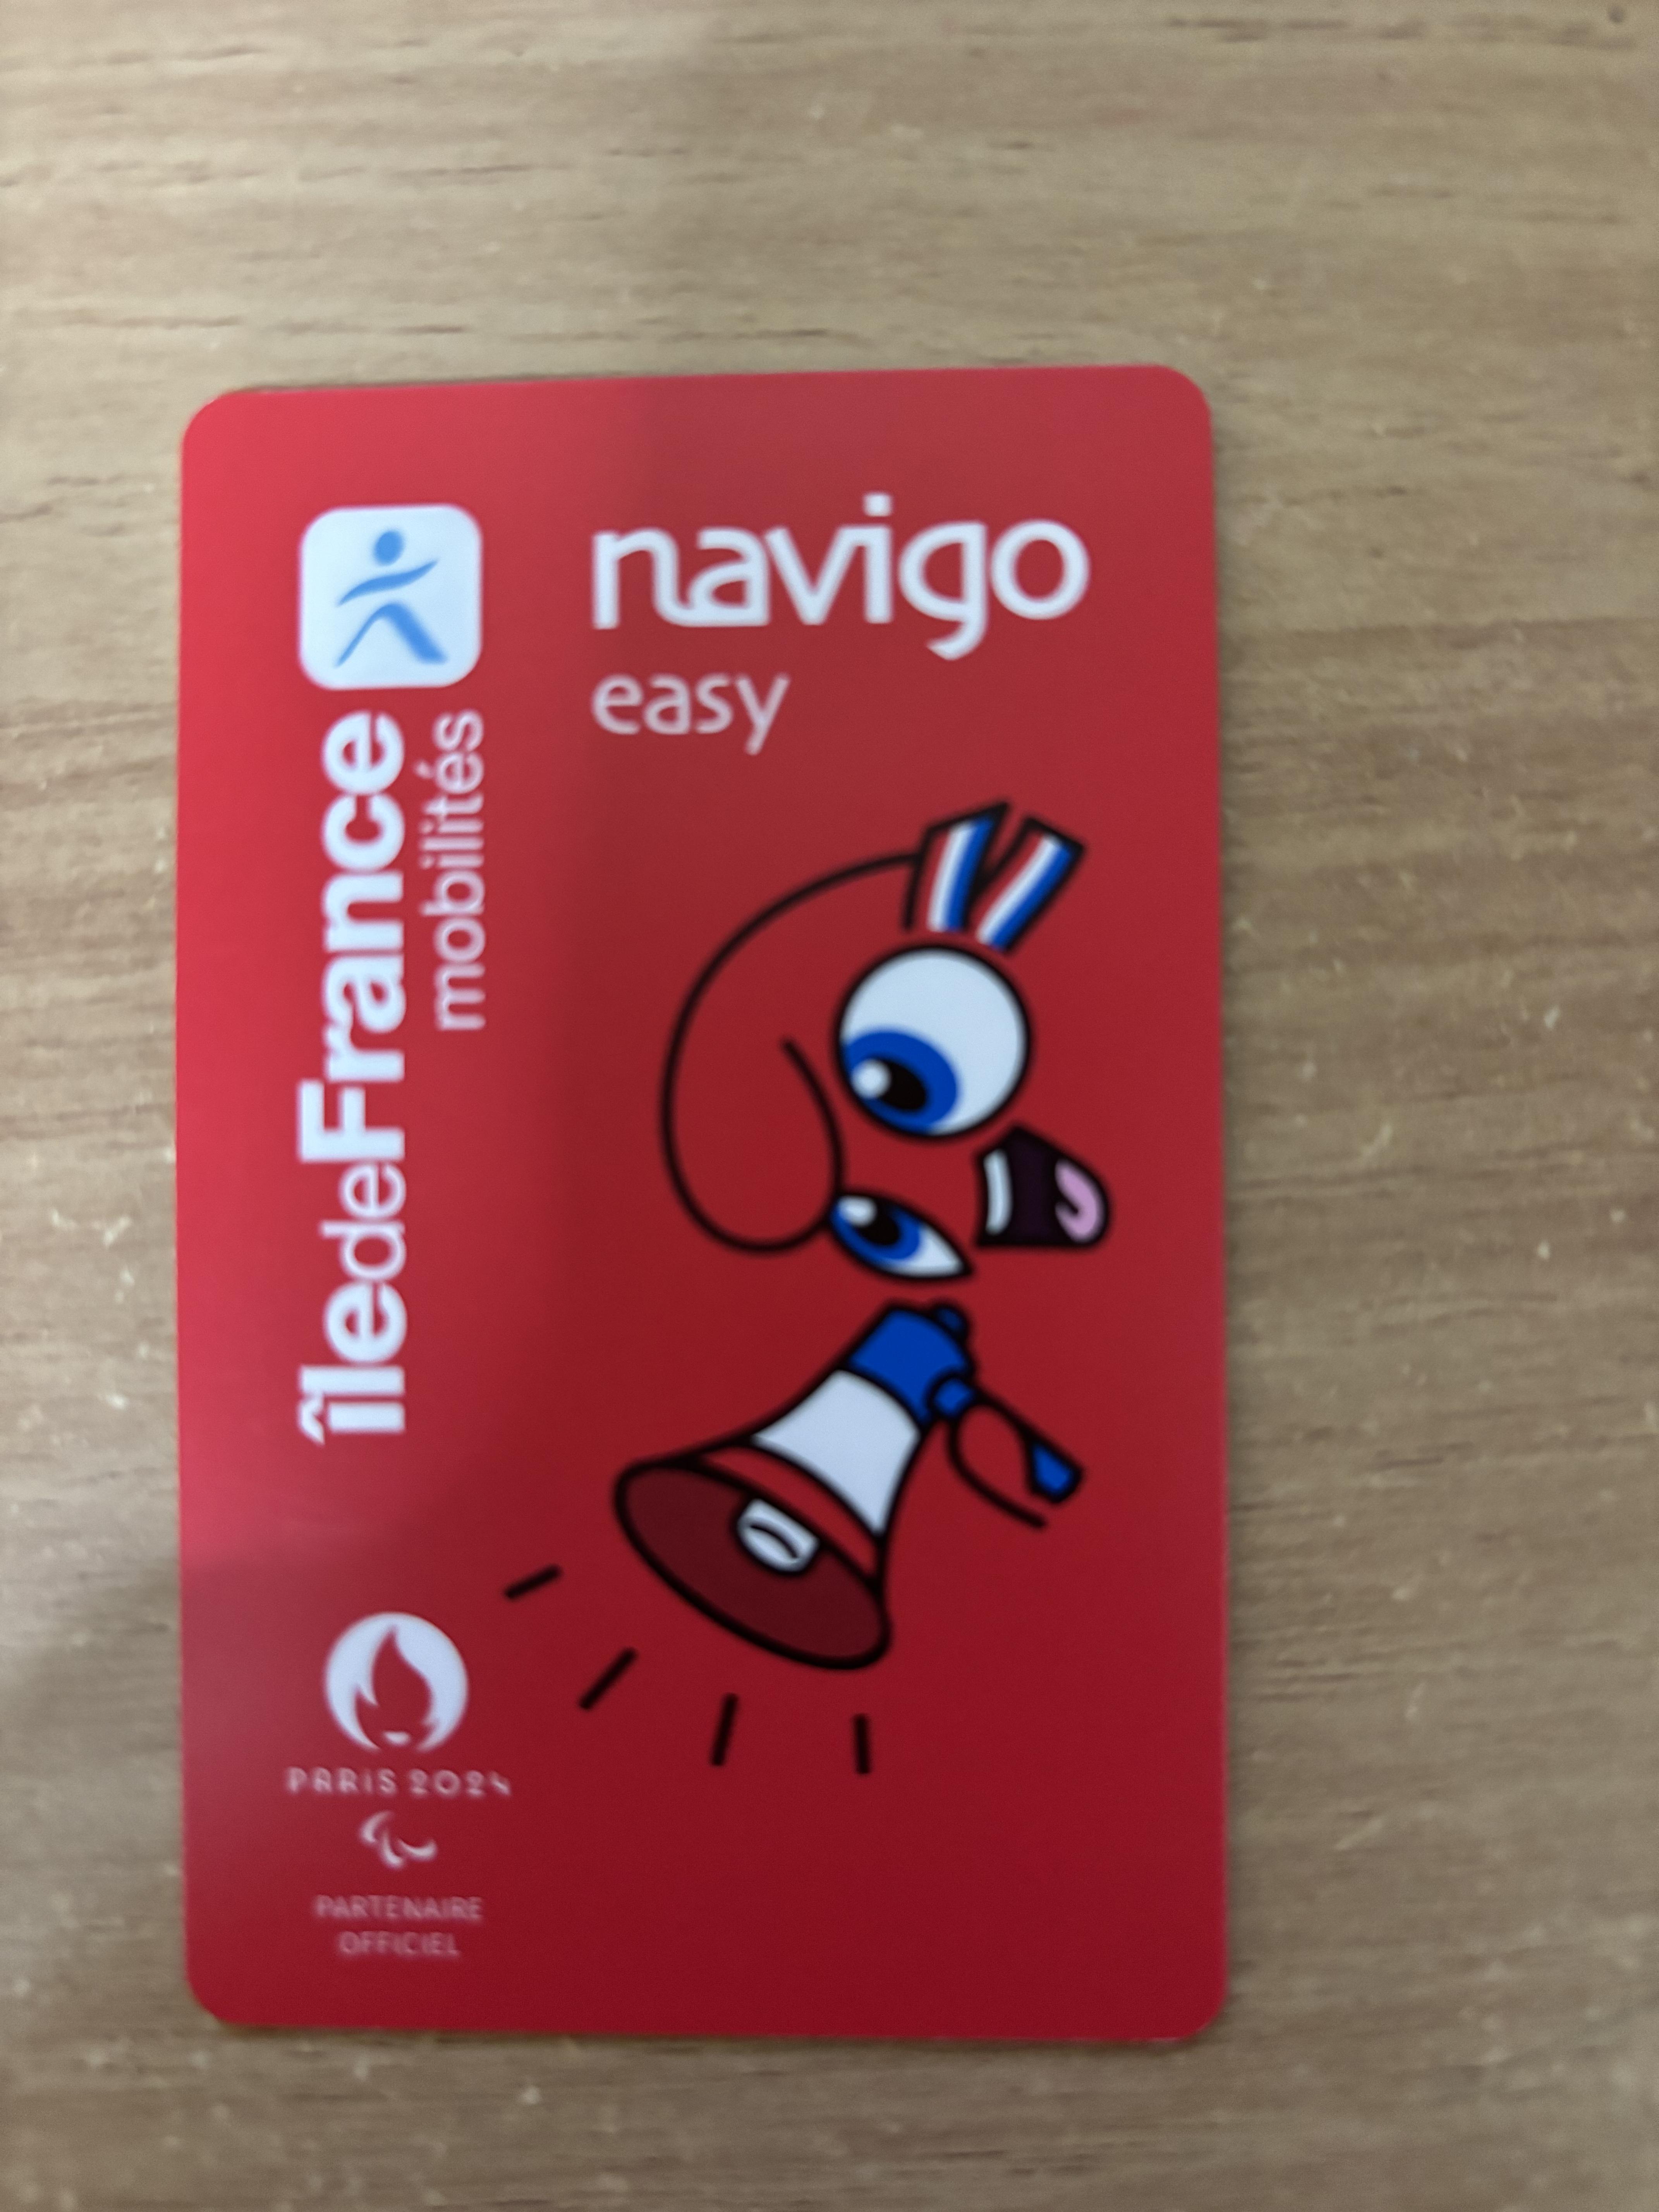 navigo
easy
îledeFrance
mobilités
PARIS 2024
PARTENAIRE
OFFICIEL